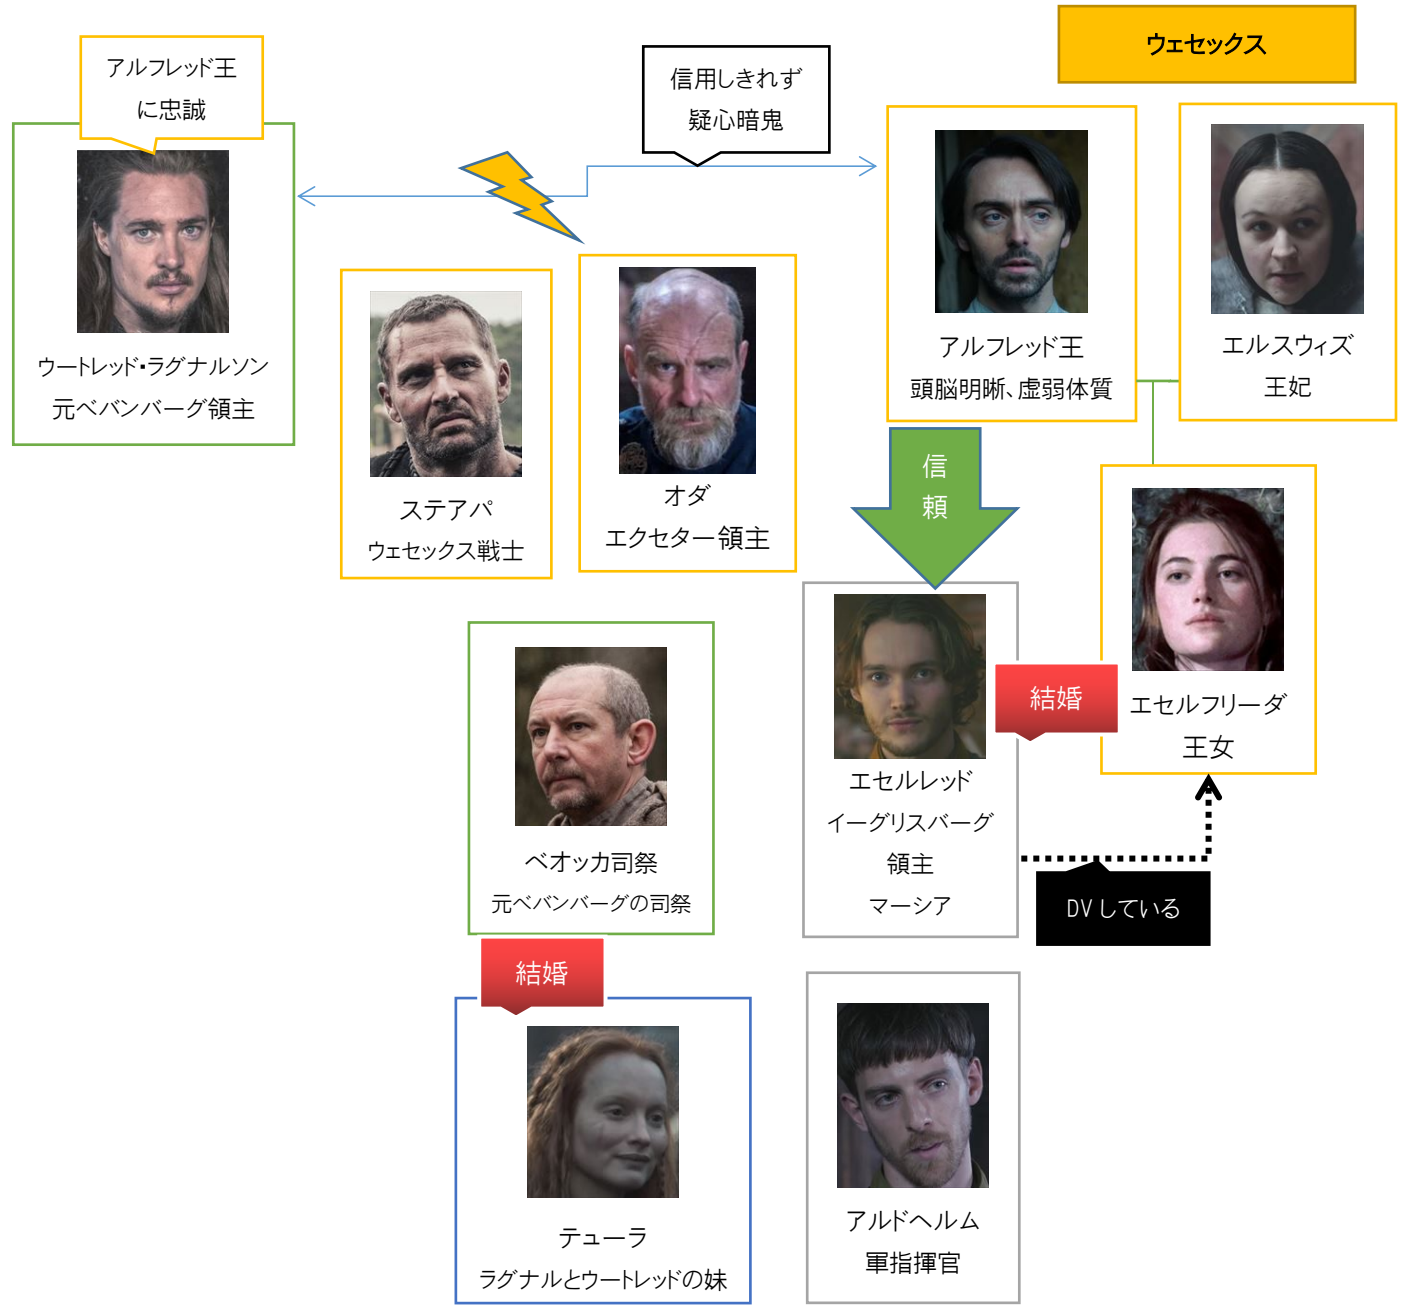 ウェセックス
アルフレッド王
に忠誠
信用しきれず
疑心暗鬼
ウートレッド・ラグナルソン
元ベバンバーグ領主
ステアパ
ウェセックス戦士
オダ
エクセター領主
アルフレッド王
頭脳明晰、虚弱体質
エルスウィズ
王妃
信
頼
エセルフリーダ
王女
結婚
エセルレッド
イーグリスバーグ
領主
マーシア
DVしている
ベオッカ司祭
元ベバンバーグの司祭
結婚
テューラ
ラグナルとウートレッドの妹
アルドヘルム
軍指揮官